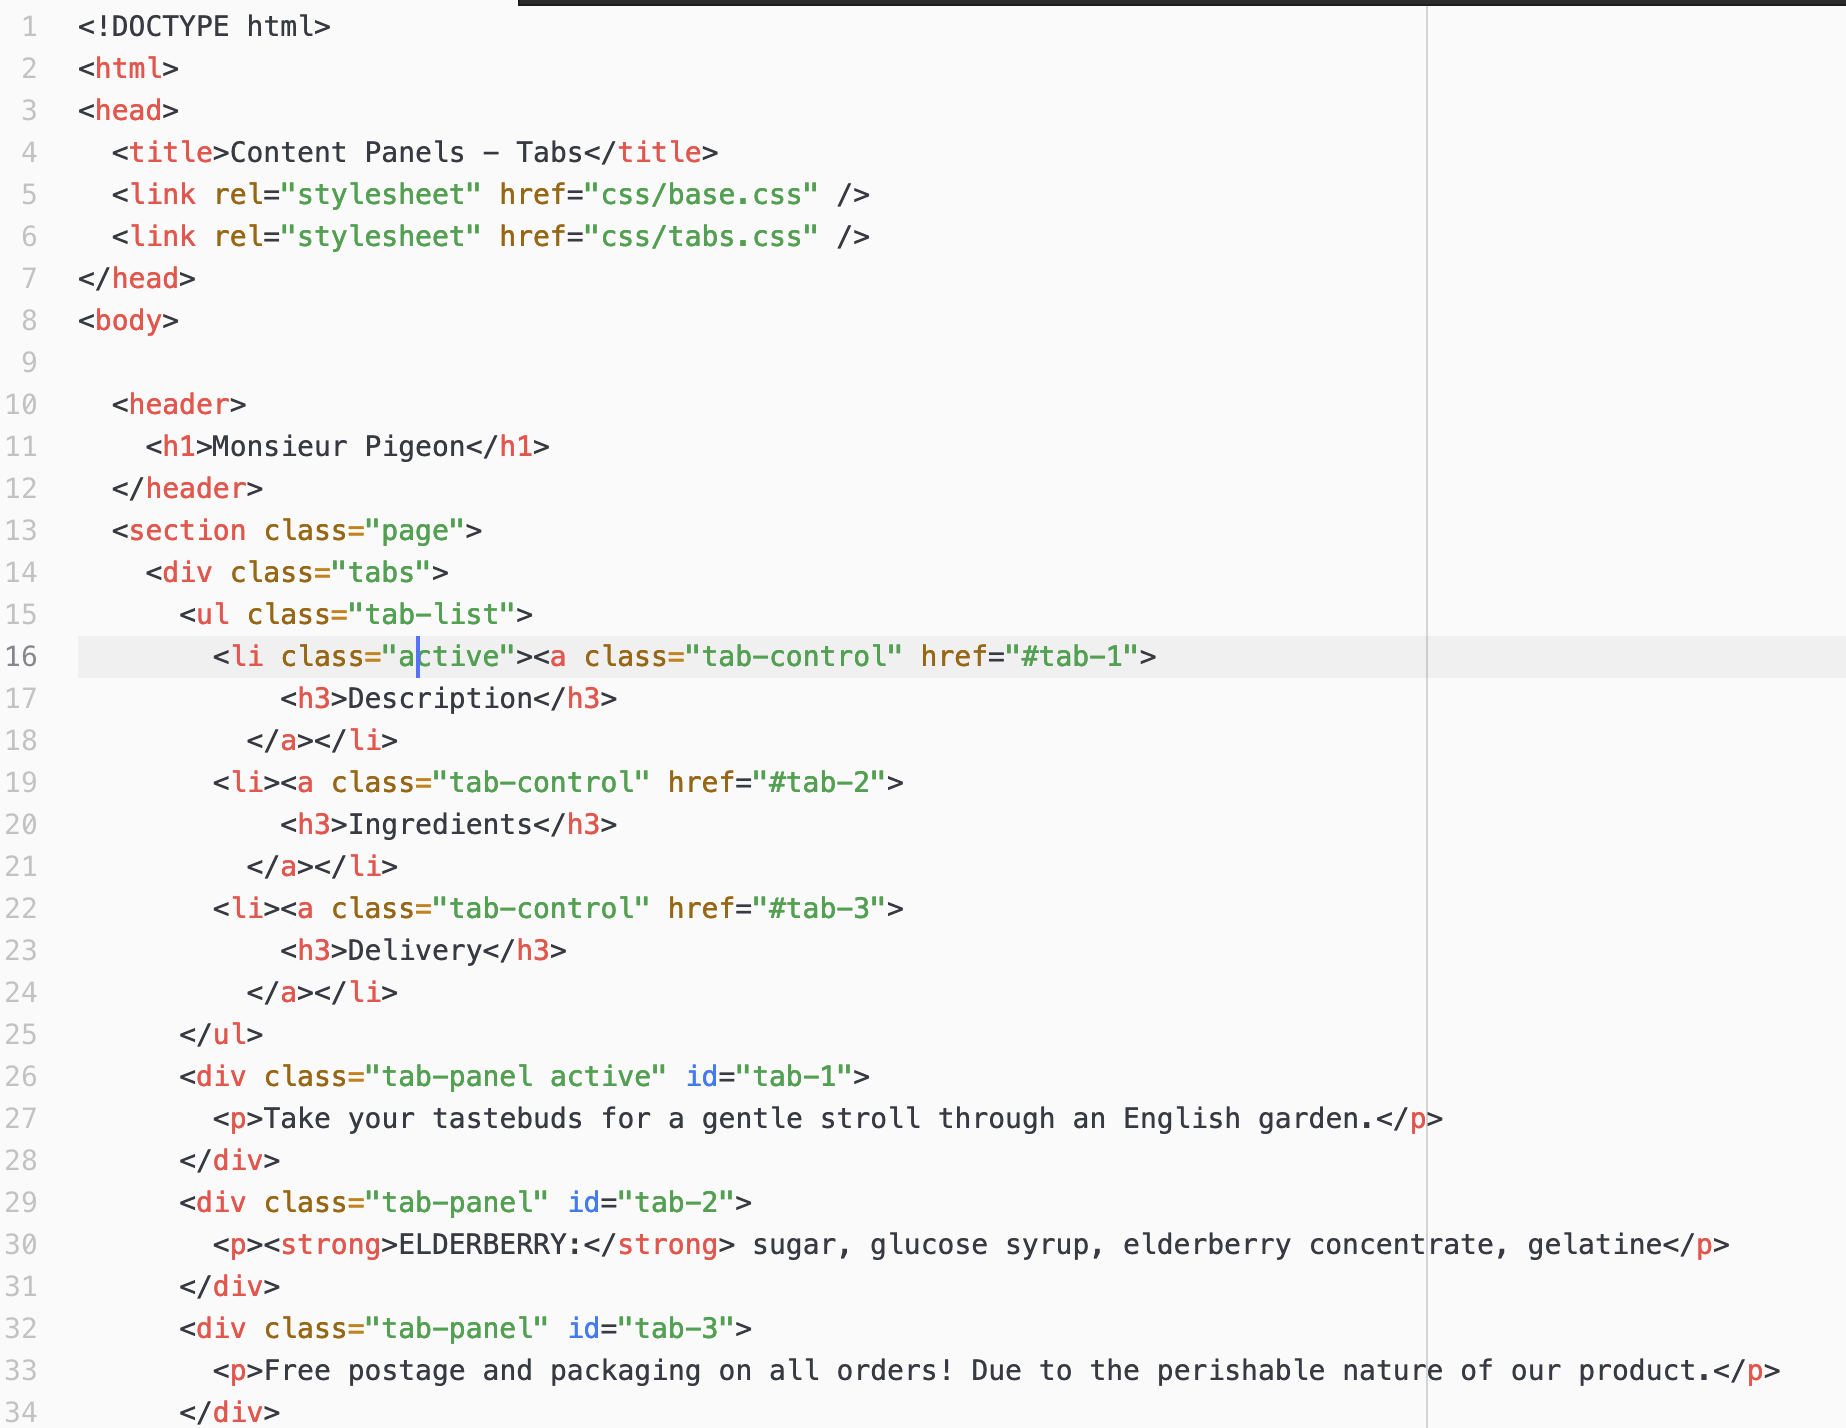 1 <!DOCTYPE html>
2 <html>
3 <head>
4   <title>Content Panels – Tabs</title>
5   <link rel="stylesheet" href="css/base.css" />
6   <link rel="stylesheet" href="css/tabs.css" />
7 </head>
8 <body>
9
10   <header>
11     <h1>Monsieur Pigeon</h1>
12   </header>
13   <section class="page">
14     <div class="tabs">
15       <ul class="tab-list">
16         <li class="active"><a class="tab-control" href="#tab-1">
17             <h3>Description</h3>
18           </a></li>
19         <li><a class="tab-control" href="#tab-2">
20             <h3>Ingredients</h3>
21           </a></li>
22         <li><a class="tab-control" href="#tab-3">
23             <h3>Delivery</h3>
24           </a></li>
25       </ul>
26       <div class="tab-panel active" id="tab-1">
27         <p>Take your tastebuds for a gentle stroll through an English garden.</p>
28       </div>
29       <div class="tab-panel" id="tab-2">
30         <p><strong>ELDERBERRY:</strong> sugar, glucose syrup, elderberry concentrate, gelatine</p>
31       </div>
32       <div class="tab-panel" id="tab-3">
33         <p>Free postage and packaging on all orders! Due to the perishable nature of our product.</p>
34       </div>